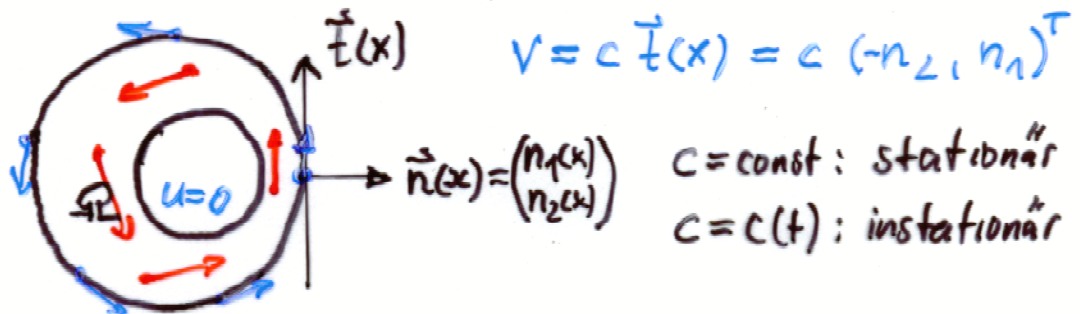 t⃗(x)
v = c t⃗(x) = c (-n₂, n₁)ᵀ
n⃗(x) = (n₁(x)
n₂(x))
c = const : stationär
u=0
c = c(t) : instationär